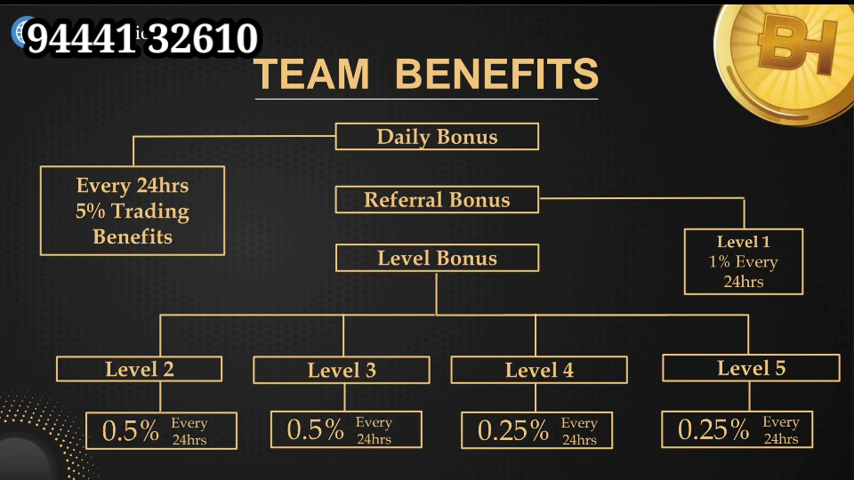 94441 32610
TEAM BENEFITS
Daily Bonus
Every 24hrs
5% Trading
Benefits
Referral Bonus
Level 1
1% Every
24hrs
Level Bonus
Level 2
Level 3
Level 4
Level 5
0.5% Every
24hrs
0.5% Every
24hrs
0.25% Every
24hrs
0.25% Every
24hrs